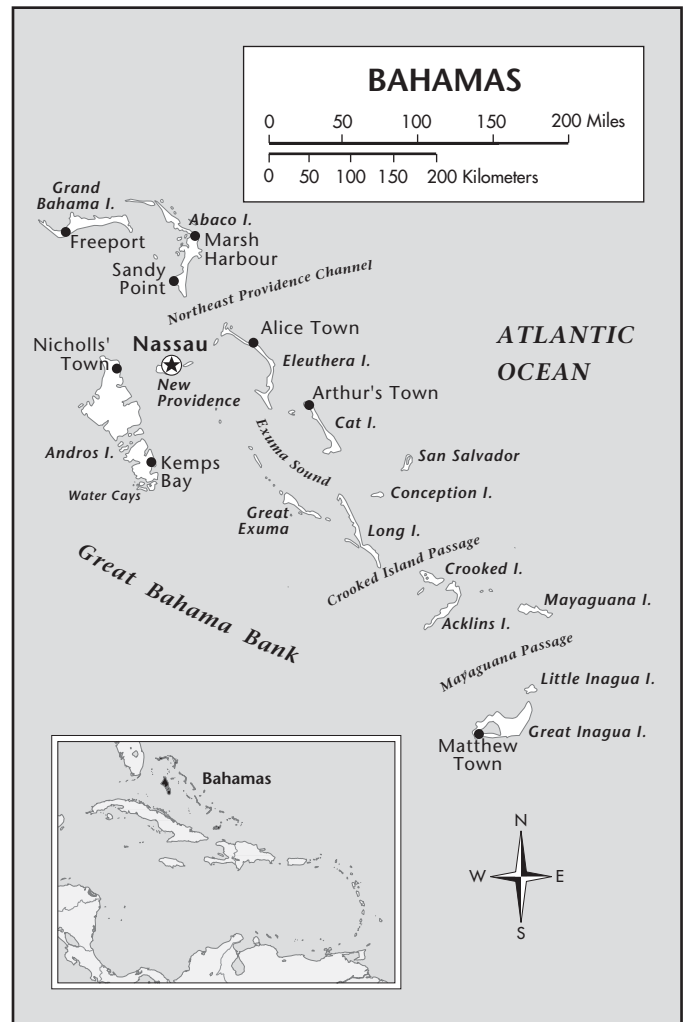 BAHAMAS
0 50 100 150 200 Miles
0 50 100 150 200 Kilometers
Grand
Bahama I.
Freeport
Abaco I.
Marsh
Harbour
Sandy
Point
Northeast Providence Channel
Nicholls'
Town
Nassau
New
Providence
Alice Town
Eleuthera I.
ATLANTIC
OCEAN
Arthur's Town
Cat I.
Andros I.
Kemps
Bay
Water Cays
Exuma Sound
San Salvador
Conception I.
Great
Exuma
Long I.
Great Bahama Bank
Crooked Island Passage
Crooked I.
Acklins I.
Mayaguana I.
Mayaguana Passage
Little Inagua I.
Great Inagua I.
Matthew
Town
Bahamas
N
W E
S